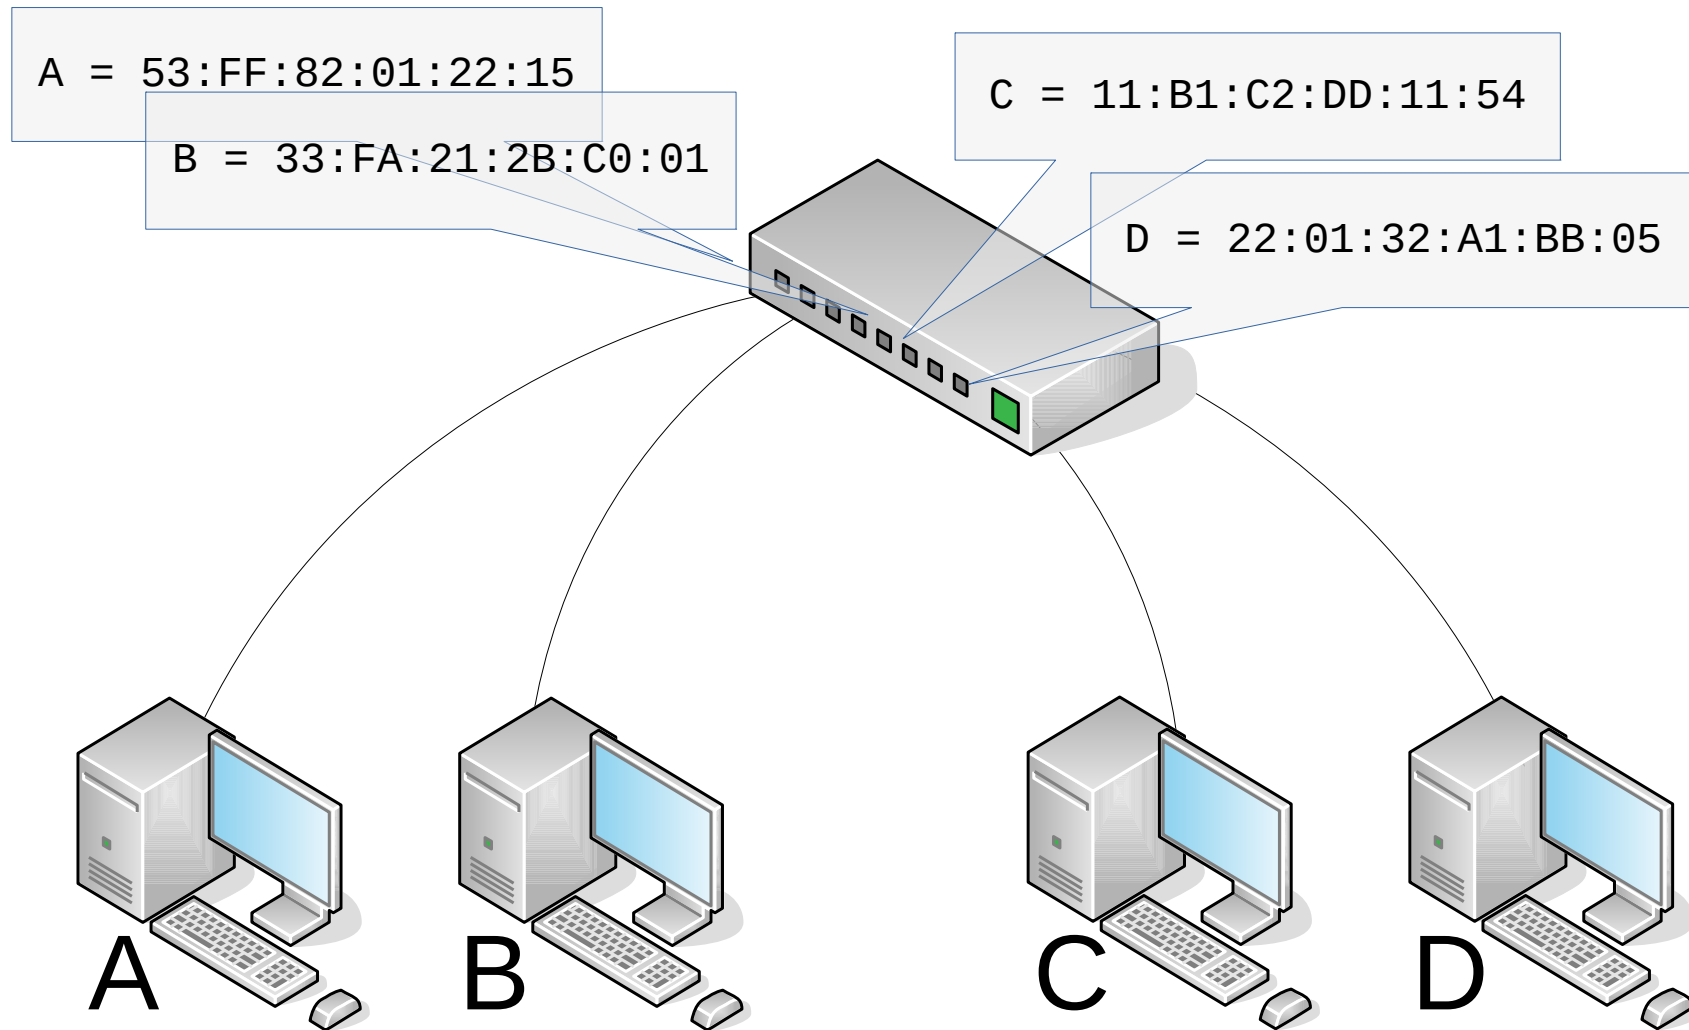 A = 53:FF:82:01:22:15
B = 33:FA:21:2B:C0:01
C = 11:B1:C2:DD:11:54
D = 22:01:32:A1:BB:05
A
B
C
D